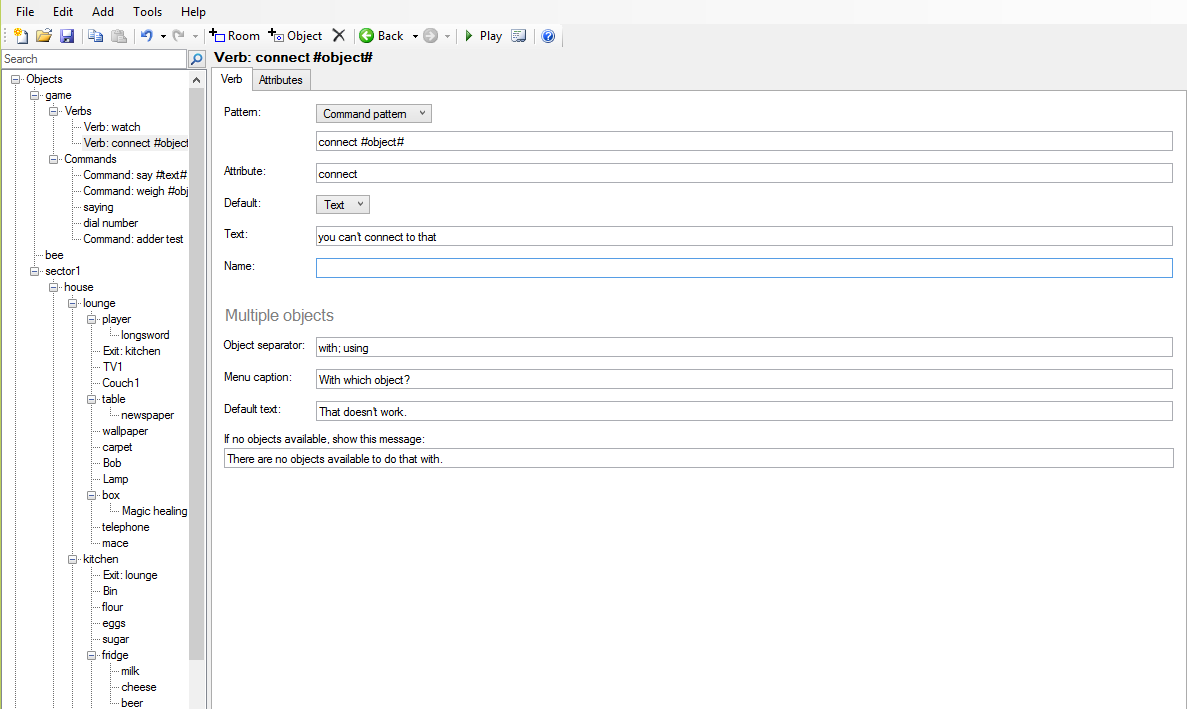 File Edit Add Tools Help
Room Object Back Play
Search
Objects
game
Verbs
Verb: watch
Verb: connect #object
Commands
Command: say #text#
Command: weigh #obj
saying
dial number
Command: adder test
bee
sector1
house
lounge
player
longsword
Exit: kitchen
TV1
Couch1
table
newspaper
wallpaper
carpet
Bob
Lamp
box
Magic healing
telephone
mace
kitchen
Exit: lounge
Bin
flour
eggs
sugar
fridge
milk
cheese
beer
Verb: connect #object#
Verb Attributes
Pattern: Command pattern
connect #object#
Attribute: connect
Default: Text
Text: you can't connect to that
Name:
Multiple objects
Object separator: with; using
Menu caption: With which object?
Default text: That doesn't work.
If no objects available, show this message:
There are no objects available to do that with.